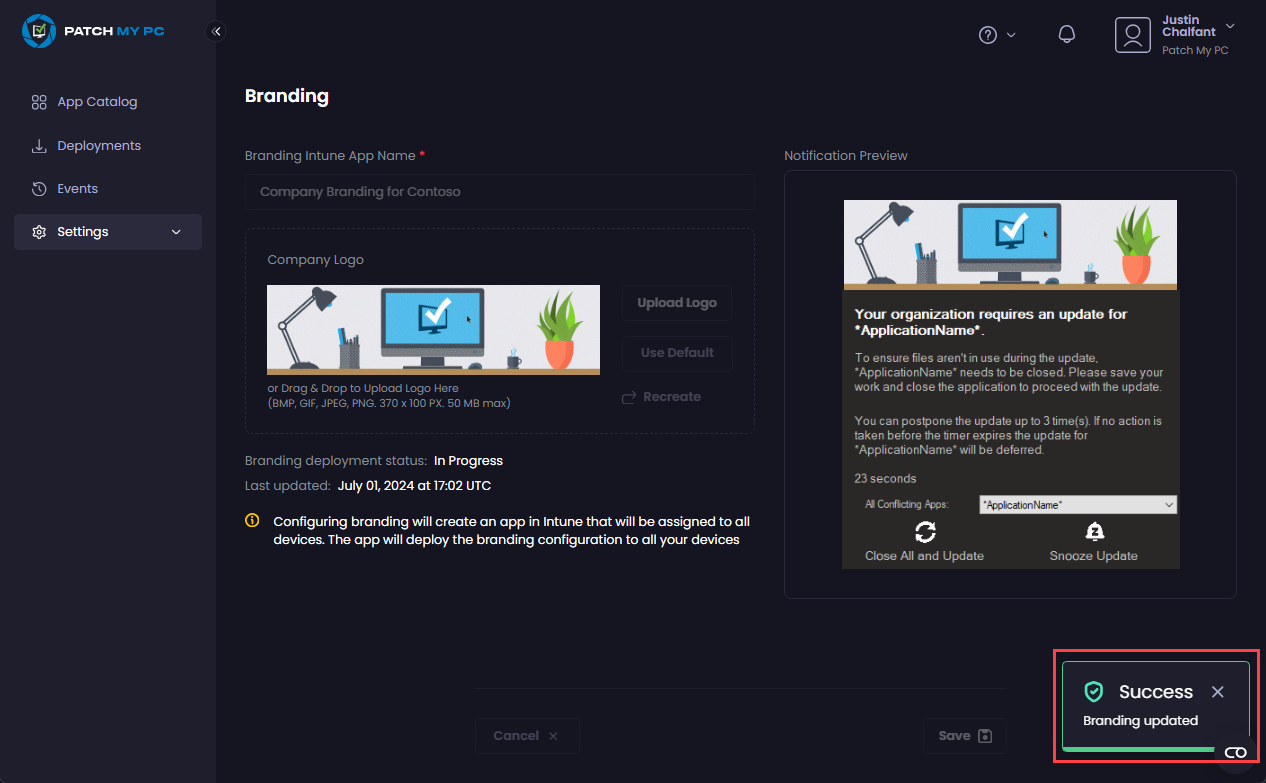 PATCH MY PC
Justin
Chalfant
Patch My PC
App Catalog
Deployments
Events
Settings
Branding
Branding Intune App Name *
Company Branding for Contoso
Company Logo
Upload Logo
Use Default
or Drag & Drop to Upload Logo Here
(BMP, GIF, JPEG, PNG. 370 x 100 PX. 50 MB max)
Recreate
Branding deployment status: In Progress
Last updated: July 01, 2024 at 17:02 UTC
Configuring branding will create an app in Intune that will be assigned to all
devices. The app will deploy the branding configuration to all your devices
Notification Preview
Your organization requires an update for
*ApplicationName*.
To ensure files aren't in use during the update,
*ApplicationName* needs to be closed. Please save your
work and close the application to proceed with the update.
You can postpone the update up to 3 time(s). If no action is
taken before the timer expires the update for
*ApplicationName* will be deferred.
23 seconds
All Conflicting Apps: *ApplicationName*
Close All and Update
Snooze Update
Cancel
Save
Success
Branding updated